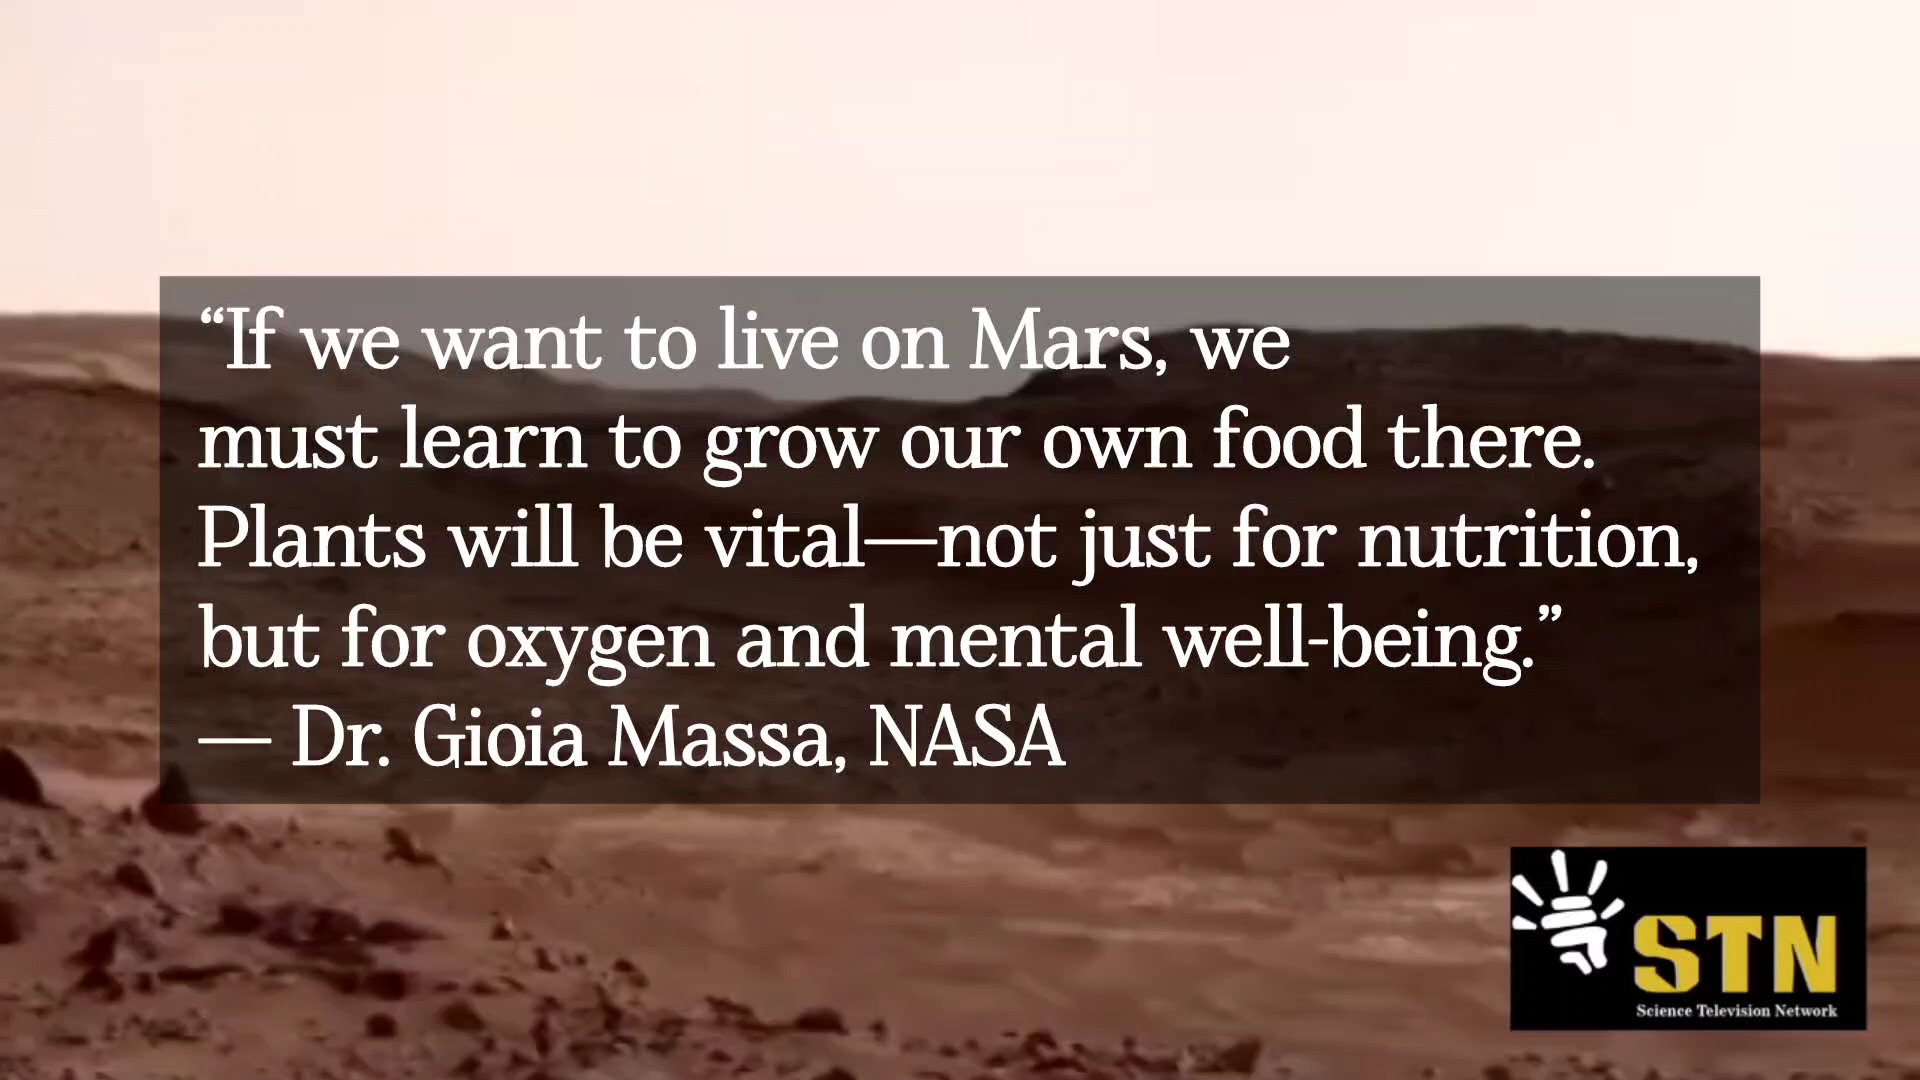 “If we want to live on Mars, we
must learn to grow our own food there.
Plants will be vital—not just for nutrition,
but for oxygen and mental well-being.”
— Dr. Gioia Massa, NASA
STN
Science Television Network